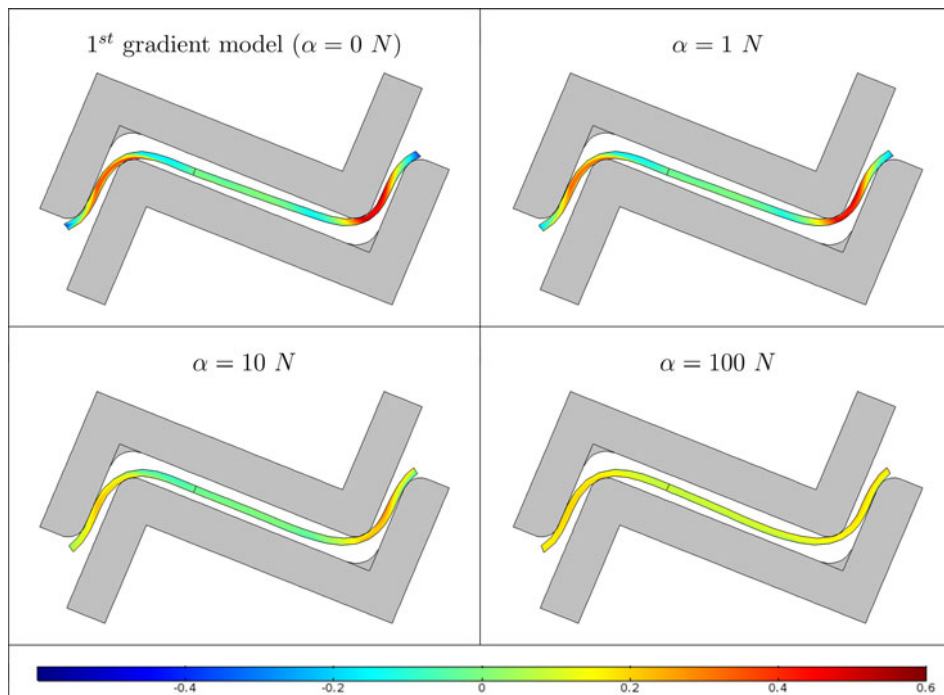 1st gradient model (α = 0 N)
α = 1 N
α = 10 N
α = 100 N
-0.4 -0.2 0 0.2 0.4 0.6